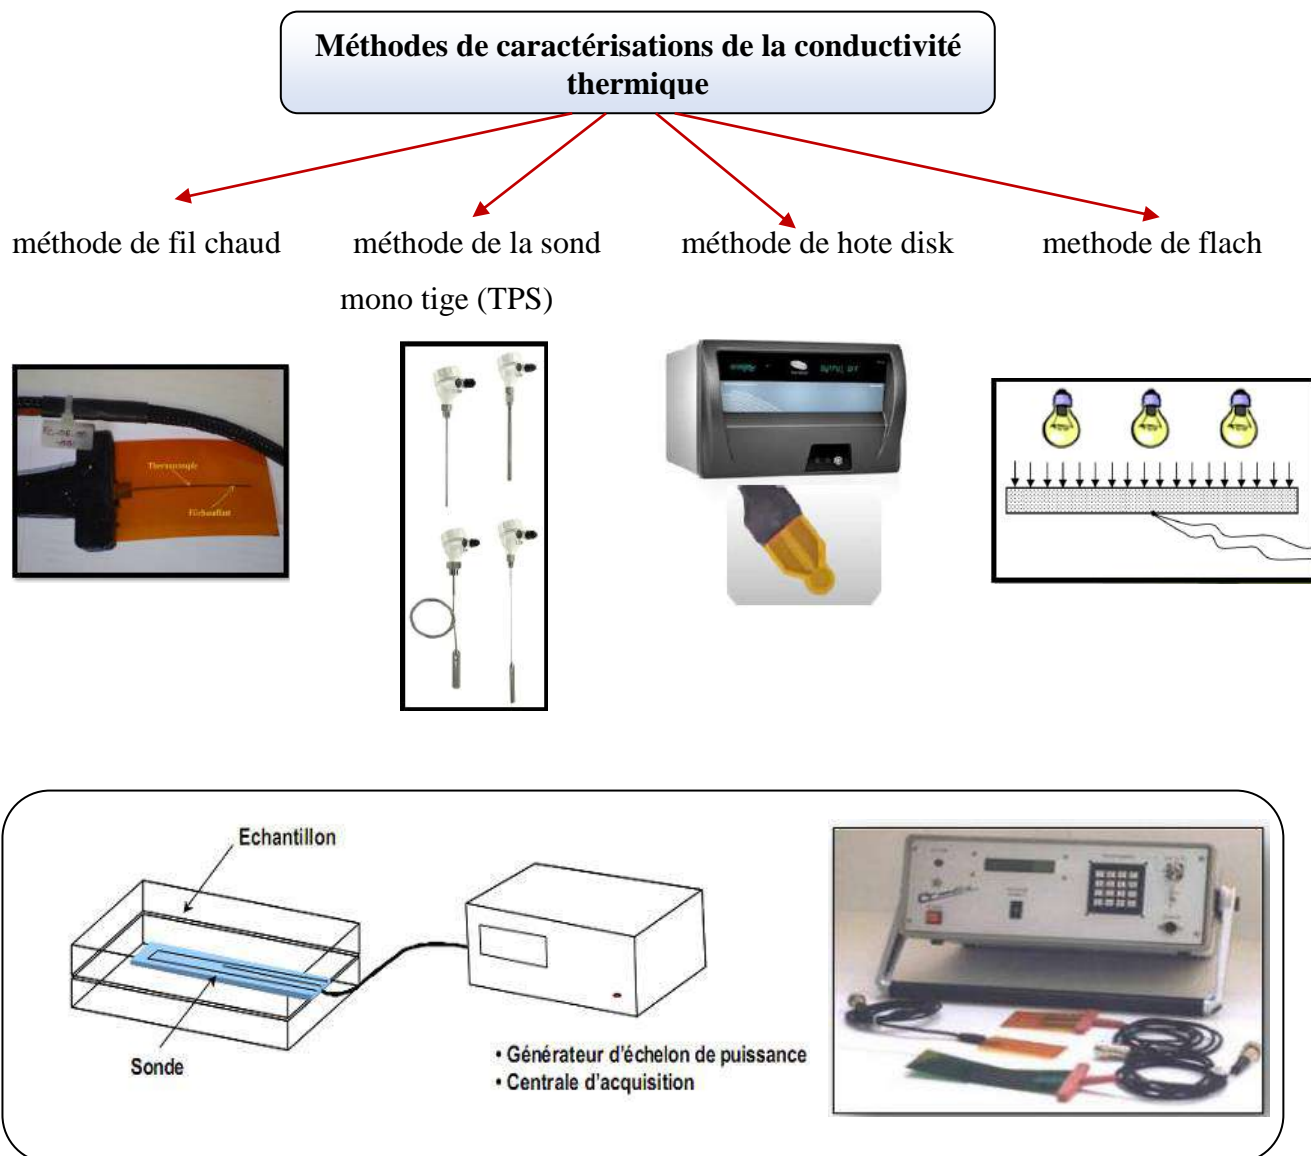 Méthodes de caractérisations de la conductivité
thermique
méthode de fil chaud
méthode de la sond
mono tige (TPS)
méthode de hote disk
methode de flach
Thermocouple
Echantillon
Sonde
• Générateur d'échelon de puissance
• Centrale d'acquisition